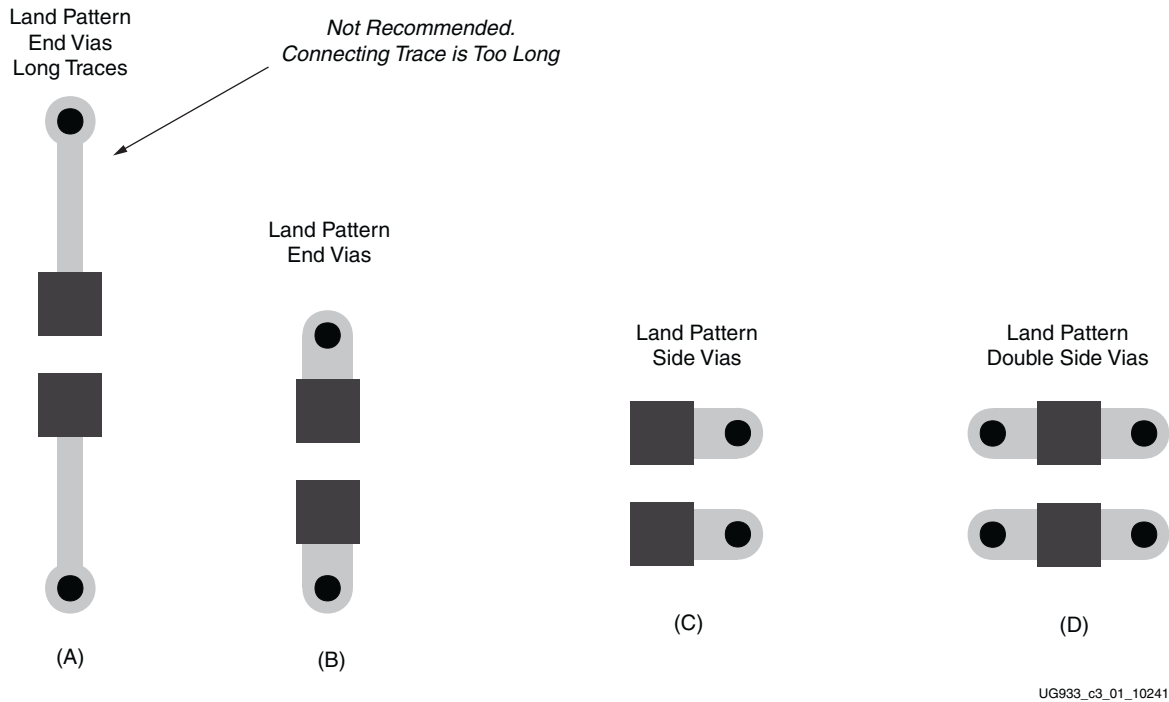 Land Pattern
End Vias
Long Traces
Not Recommended.
Connecting Trace is Too Long
Land Pattern
End Vias
Land Pattern
Side Vias
Land Pattern
Double Side Vias
(A)
(B)
(C)
(D)
UG933_c3_01_10241